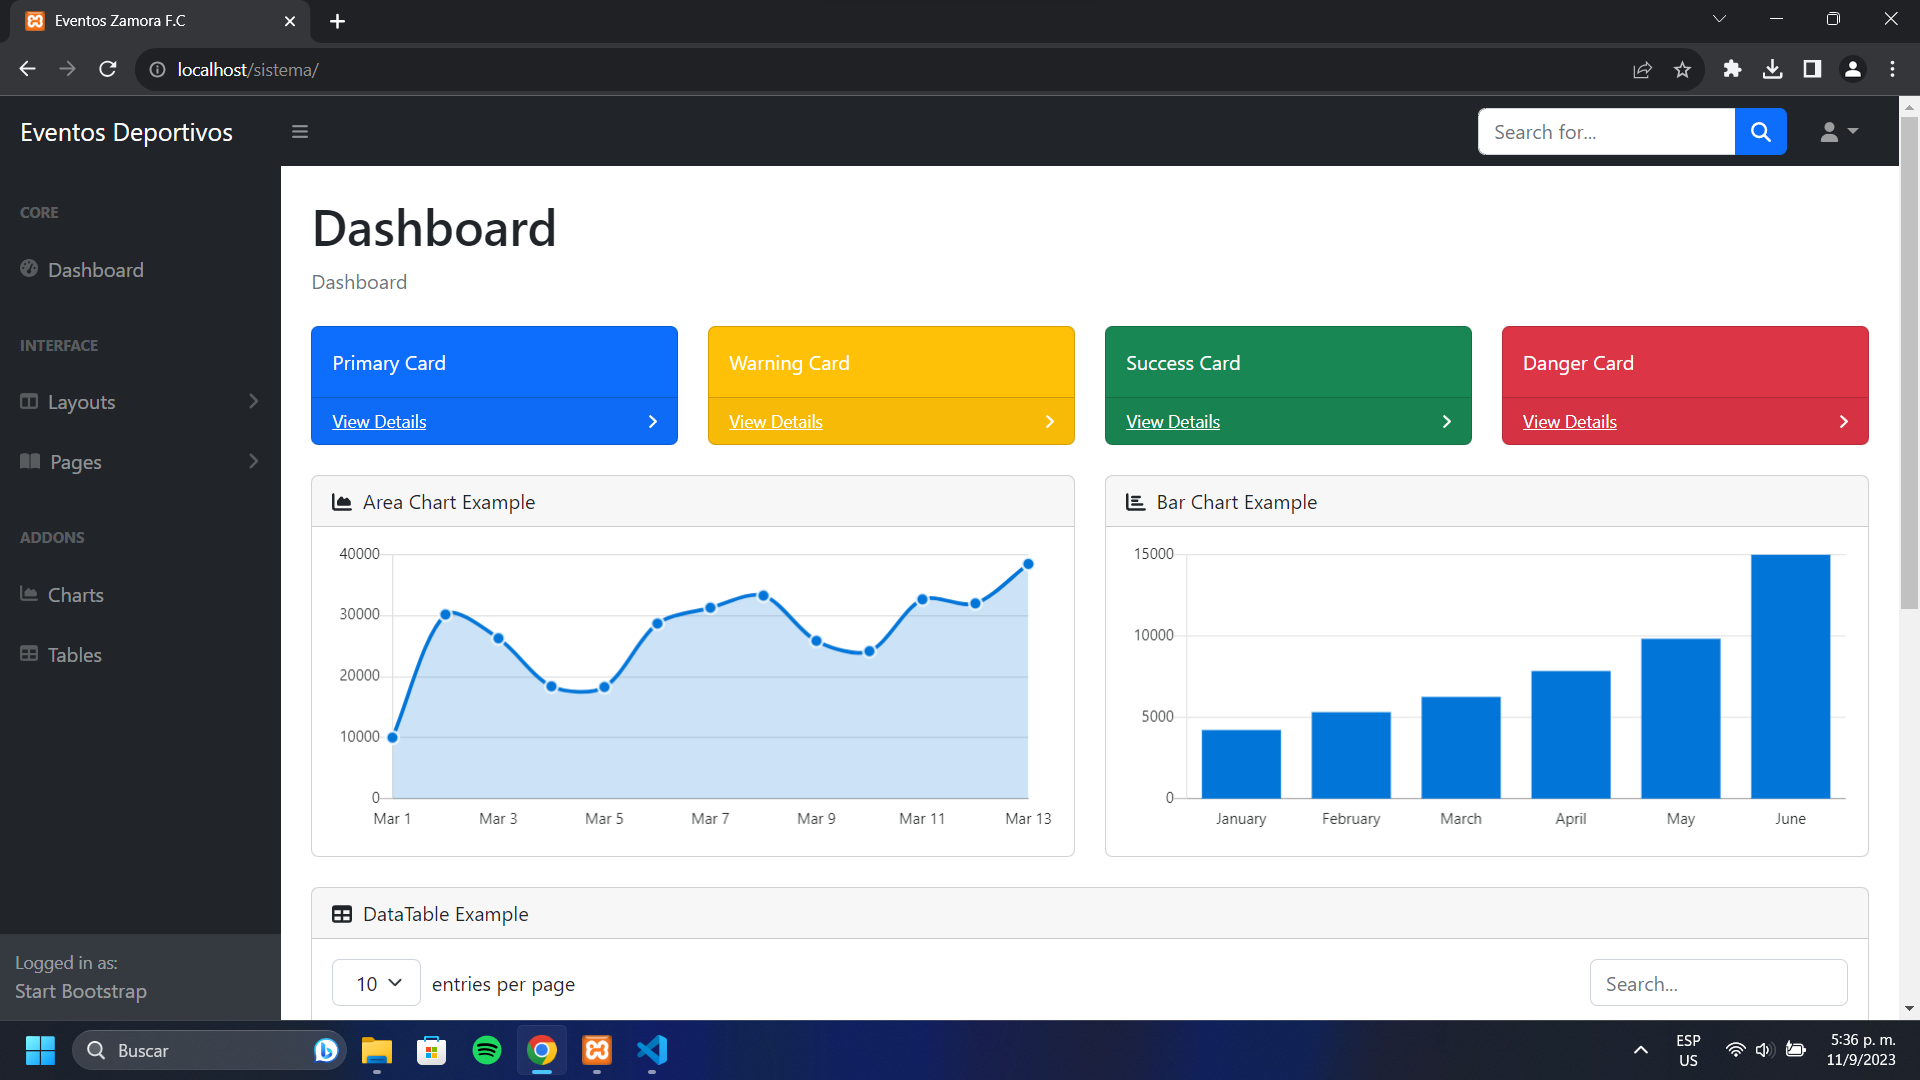 Eventos Zamora F.C
localhost/sistema/
Eventos Deportivos
Search for...
CORE
Dashboard
INTERFACE
Layouts
Pages
ADDONS
Charts
Tables
Logged in as:
Start Bootstrap
Dashboard
Dashboard
Primary Card
View Details
Warning Card
View Details
Success Card
View Details
Danger Card
View Details
Area Chart Example
40000
30000
20000
10000
0
Mar 1 Mar 3 Mar 5 Mar 7 Mar 9 Mar 11 Mar 13
Bar Chart Example
15000
10000
5000
0
January February March April May June
DataTable Example
10 entries per page
Search...
Buscar
ESP
US
5:36 p. m.
11/9/2023